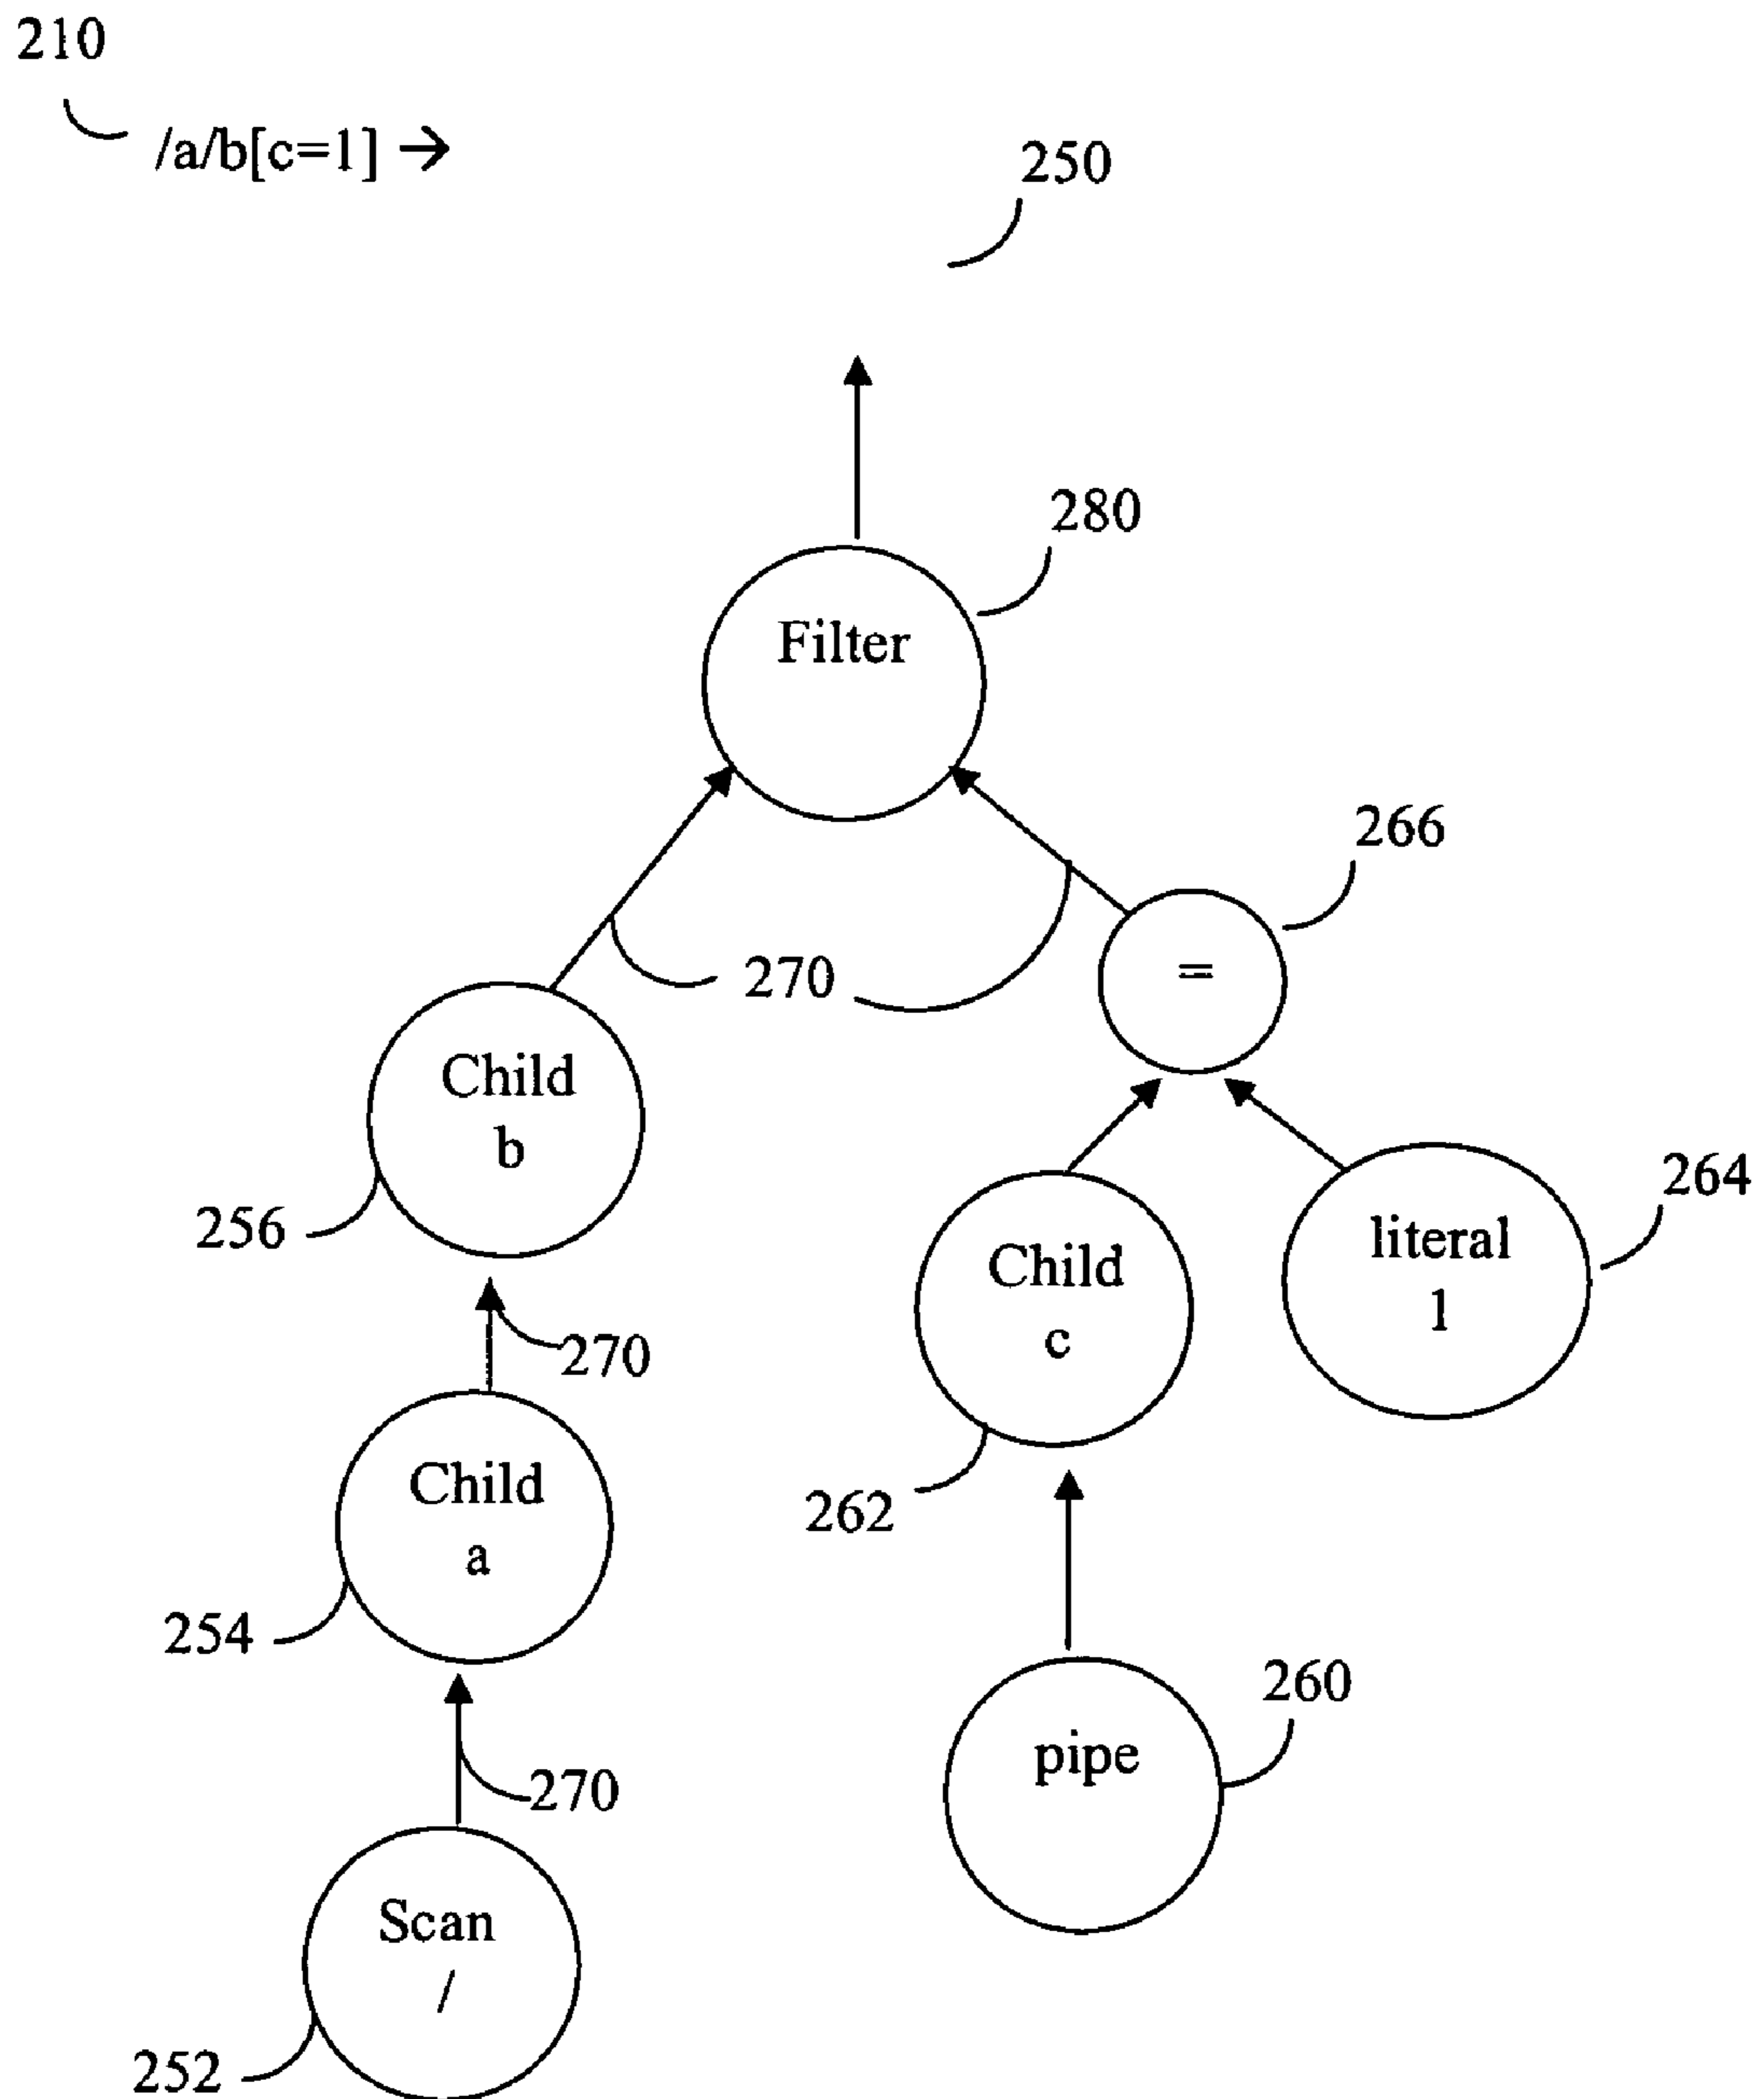 210
/a/b[c=1] →
250
280
Filter
266
=
270
Child
b
256
264
literal
1
Child
c
270
262
Child
a
254
260
pipe
270
Scan
/
252